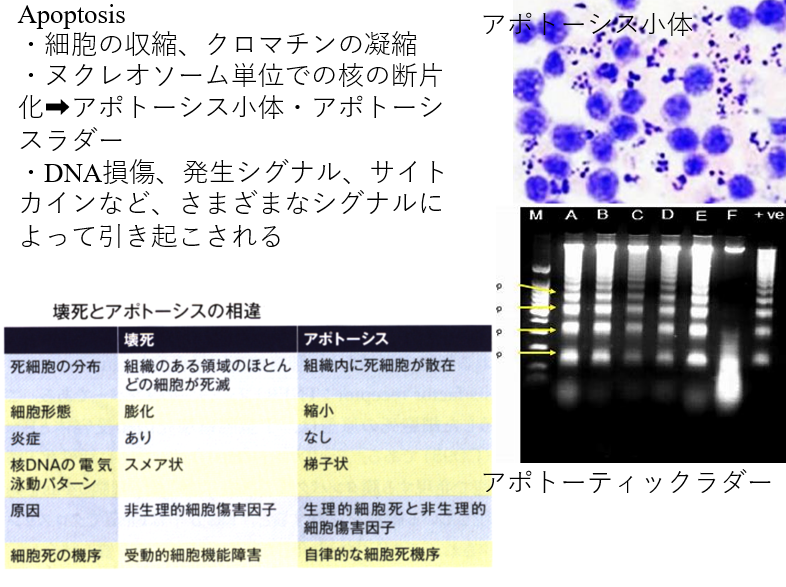 Apoptosis
・細胞の収縮、クロマチンの凝縮
・ヌクレオソーム単位での核の断片
化➡アポトーシス小体・アポトーシ
スラダー
・DNA損傷、発生シグナル、サイト
カインなど、さまざまなシグナルに
よって引き起こされる
アポトーシス小体
M A B C D E F +ve
アポトーティックラダー
壊死とアポトーシスの相違
壊死 アポトーシス
死細胞の分布 組織のある領域のほとん 組織内に死細胞が散在
どの細胞が死滅
細胞形態 膨化 縮小
炎症 あり なし
核DNAの電気 スメア状 梯子状
泳動パターン
原因 非生理的細胞傷害因子 生理的細胞死と非生理的
細胞傷害因子
細胞死の機序 受動的細胞機能障害 自律的な細胞死機序